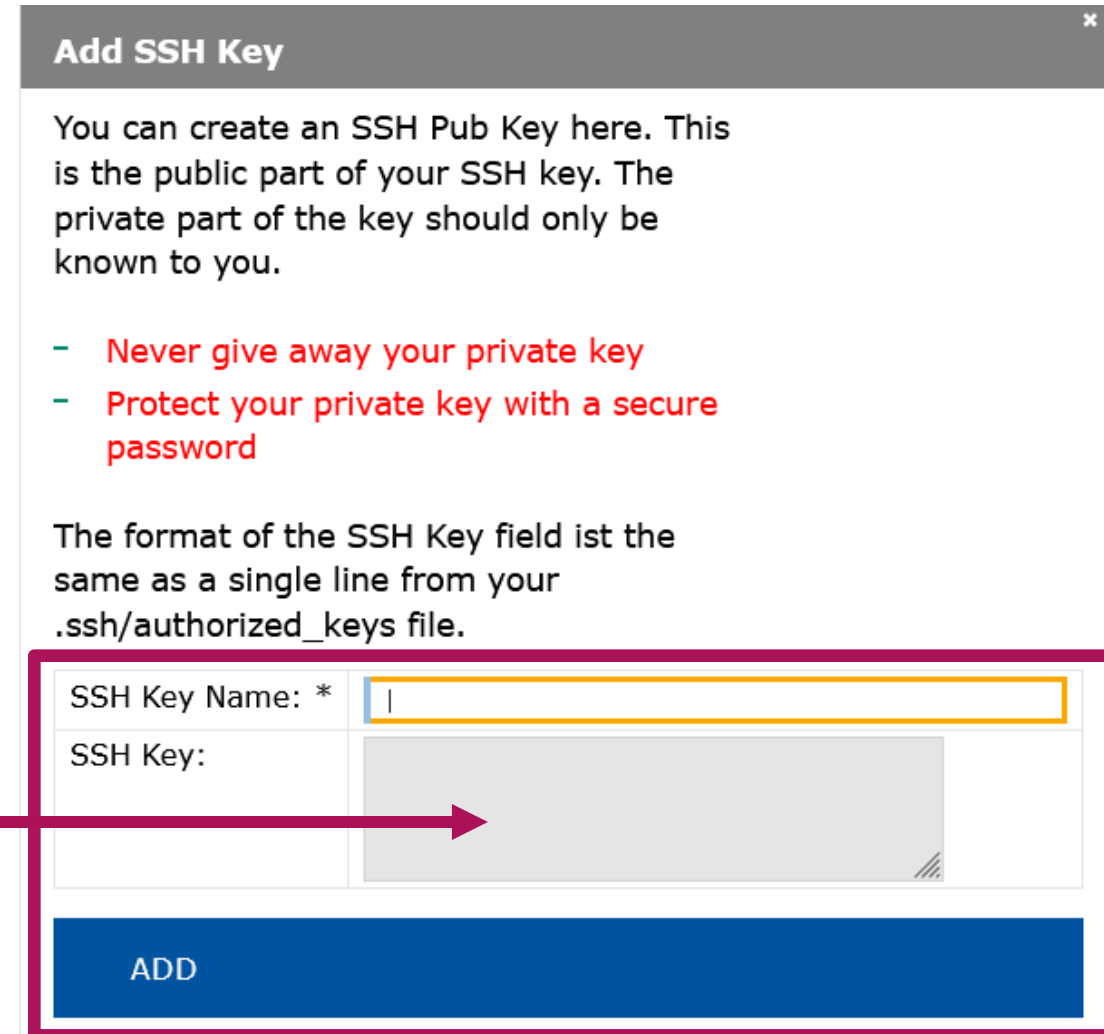 Add SSH Key
You can create an SSH Pub Key here. This
is the public part of your SSH key. The
private part of the key should only be
known to you.
- Never give away your private key
- Protect your private key with a secure
password
The format of the SSH Key field ist the
same as a single line from your
.ssh/authorized_keys file.
SSH Key Name: *
SSH Key:
ADD